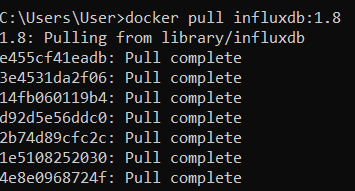 C:\Users\User>docker pull influxdb:1.8
1.8: Pulling from library/influxdb
e455cf41eadb: Pull complete
3e4531da2f06: Pull complete
14fb060119b4: Pull complete
d92d5e56ddc0: Pull complete
2b74d89cfc2c: Pull complete
1e5108252030: Pull complete
4e8e0968724f: Pull complete